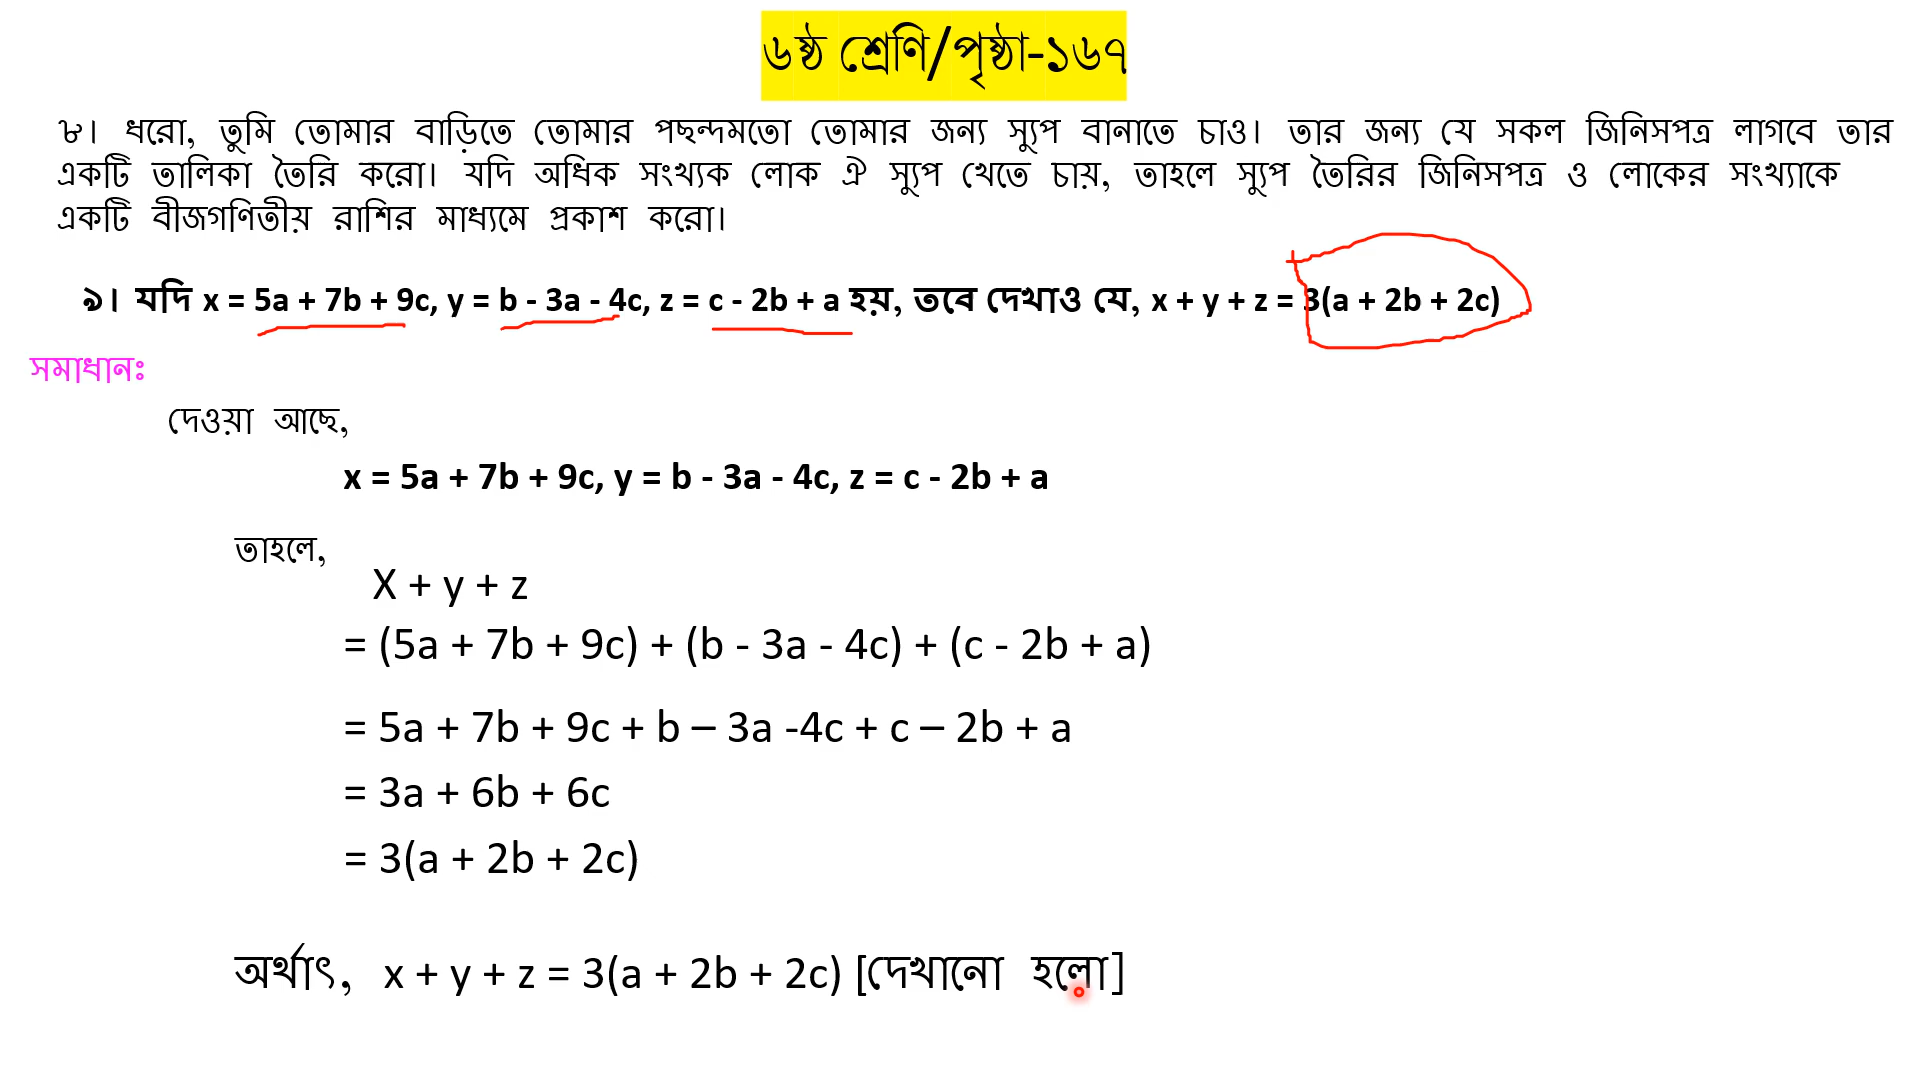 ৬ষ্ঠ শ্রেণি/পৃষ্ঠা-১৬৭
৮। ধরো, তুমি তোমার বাড়িতে তোমার পছন্দমতো তোমার জন্য স্যুপ বানাতে চাও। তার জন্য যে সকল জিনিসপত্র লাগবে তার
একটি তালিকা তৈরি করো। যদি অধিক সংখ্যক লোক ঐ স্যুপ খেতে চায়, তাহলে স্যুপ তৈরির জিনিসপত্র ও লোকের সংখ্যাকে
একটি বীজগণিতীয় রাশির মাধ্যমে প্রকাশ করো।
৯। যদি x = 5a + 7b + 9c, y = b - 3a - 4c, z = c - 2b + a হয়, তবে দেখাও যে, x + y + z = 3(a + 2b + 2c)
সমাধানঃ
দেওয়া আছে,
x = 5a + 7b + 9c, y = b - 3a - 4c, z = c - 2b + a
তাহলে,
X + y + z
= (5a + 7b + 9c) + (b - 3a - 4c) + (c - 2b + a)
= 5a + 7b + 9c + b – 3a -4c + c – 2b + a
= 3a + 6b + 6c
= 3(a + 2b + 2c)
অর্থাৎ, x + y + z = 3(a + 2b + 2c) [দেখানো হলো]